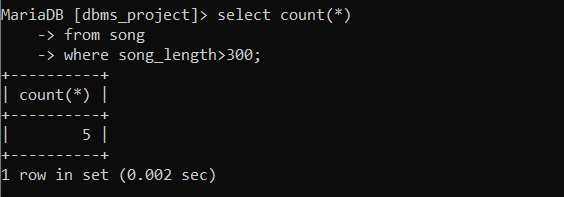 MariaDB [dbms_project]> select count(*)
    -> from song
    -> where song_length>300;
+----------+
| count(*) |
+----------+
|        5 |
+----------+
1 row in set (0.002 sec)